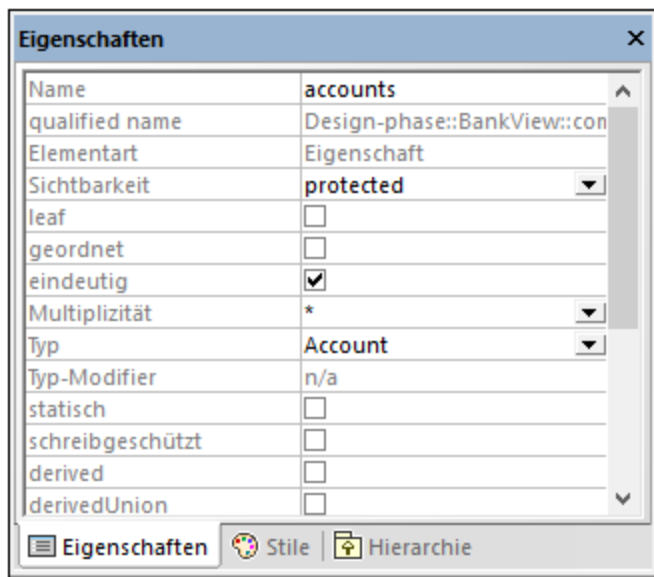 Eigenschaften
Name accounts
qualified name Design-phase::BankView::com
Elementart Eigenschaft
Sichtbarkeit protected
leaf
geordnet
eindeutig
Multiplizität *
Typ Account
Typ-Modifier n/a
statisch
schreibgeschützt
derived
derivedUnion
Eigenschaften Stile Hierarchie